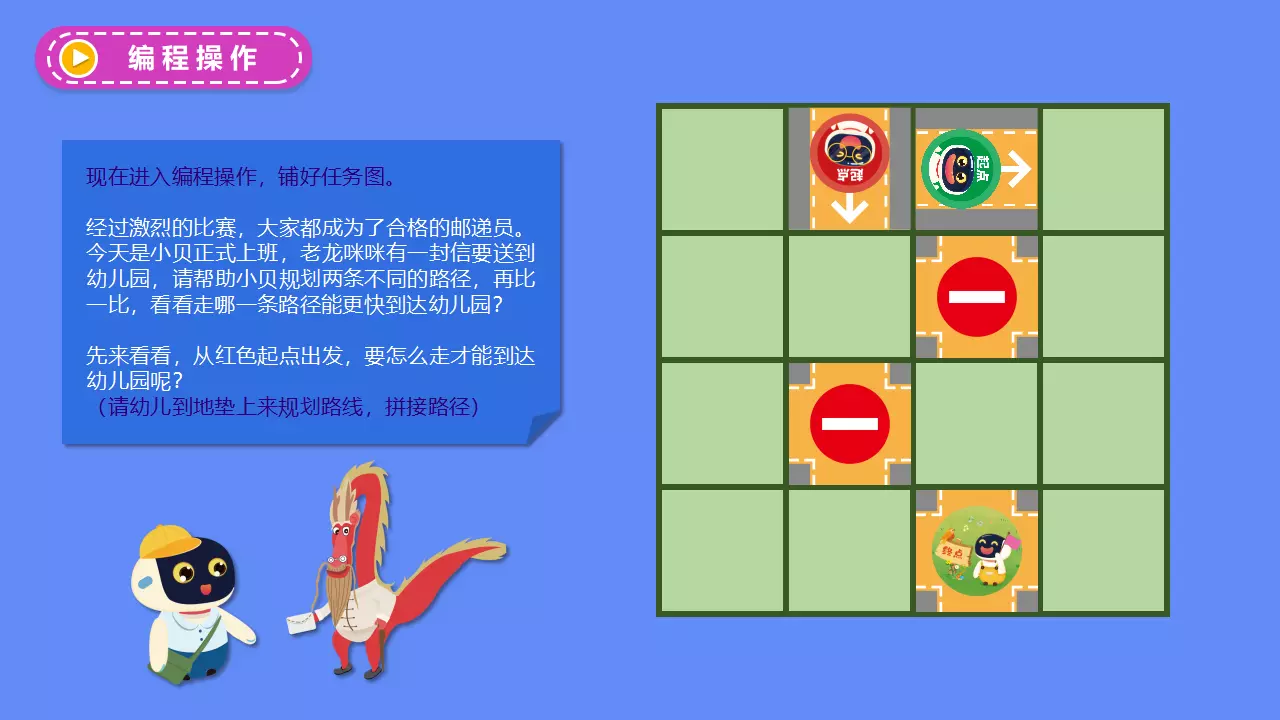 编程操作
现在进入编程操作，铺好任务图。
经过激烈的比赛，大家都成为了合格的邮递员。
今天是小贝正式上班，老龙咪咪有一封信要送到
幼儿园，请帮助小贝规划两条不同的路径，再比
一比，看看走哪一条路径能更快到达幼儿园？
先来看看，从红色起点出发，要怎么走才能到达
幼儿园呢？
（请幼儿到地垫上来规划路线，拼接路径）
起点
起点
终点